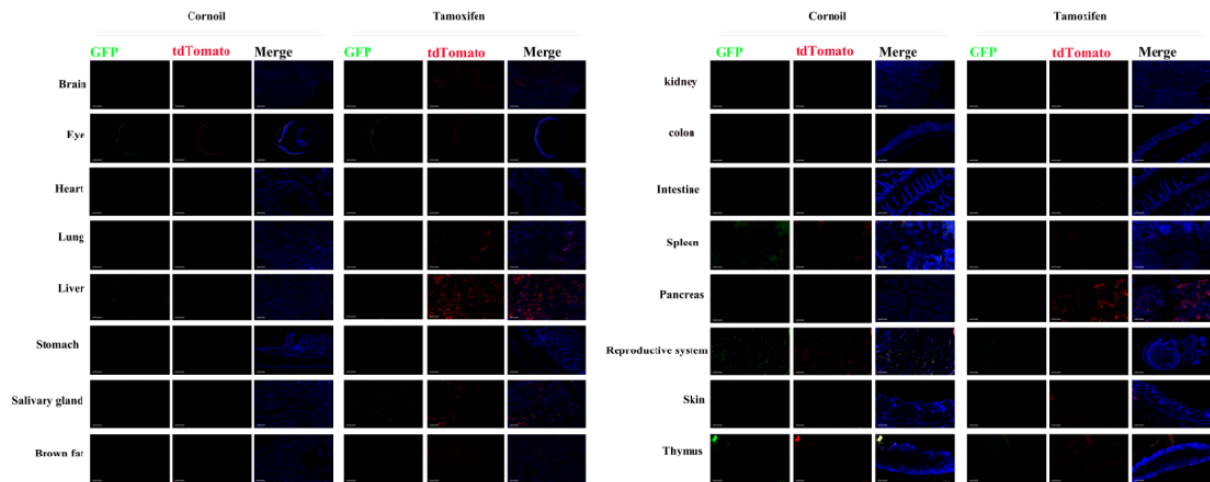 Cornoil Tamoxifen
GFP tdTomato Merge GFP tdTomato Merge
Brain
Eye
Heart
Lung
Liver
Stomach
Salivary gland
Brown fat
Cornoil Tamoxifen
GFP tdTomato Merge GFP tdTomato Merge
kidney
colon
Intestine
Spleen
Pancreas
Reproductive system
Skin
Thymus